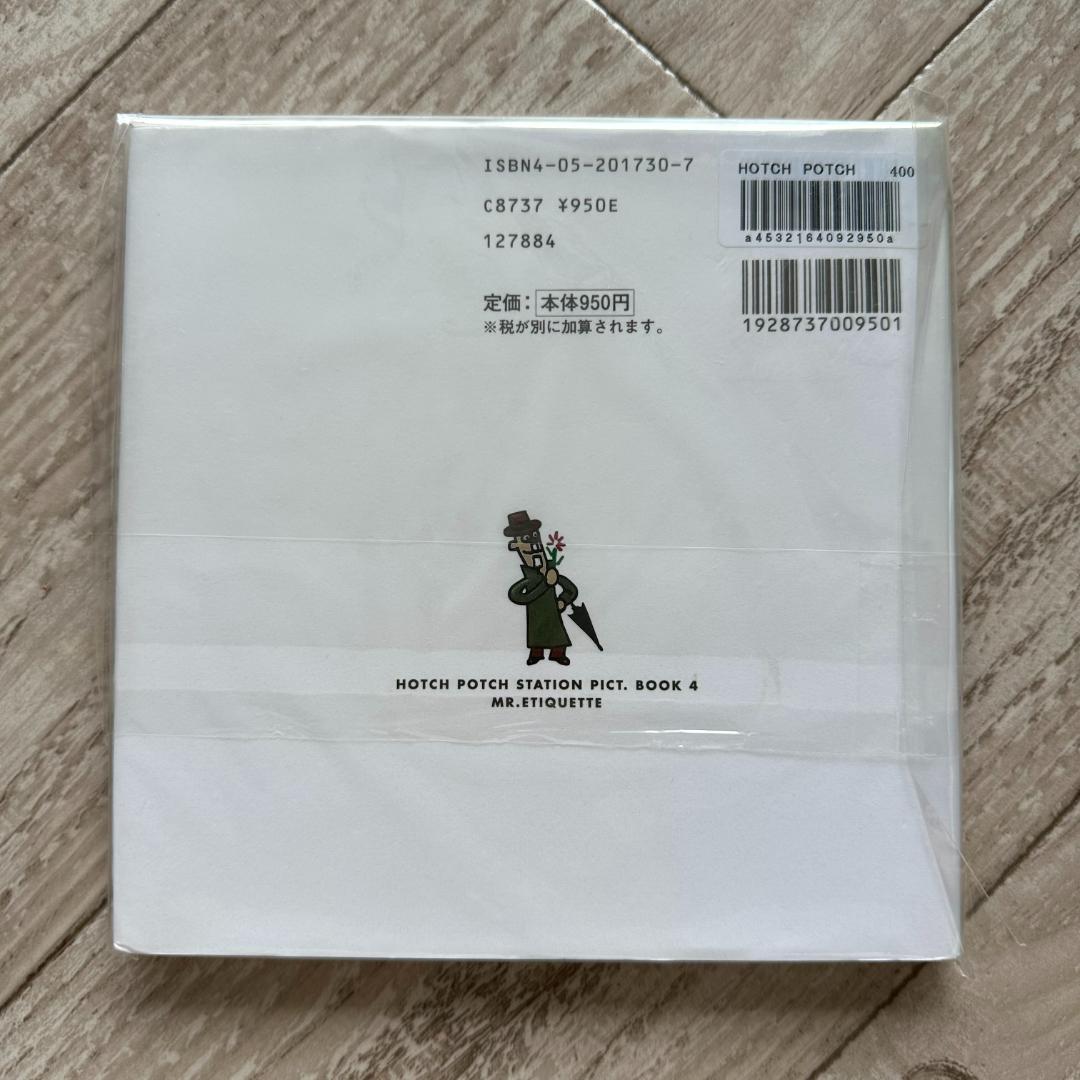 ISBN4-05-201730-7
C8737 ¥950E
127884
定価：本体950円
※税が別に加算されます。
HOTCH POTCH 400
a4532164092950a
1928737009501
HOTCH POTCH STATION PICT. BOOK 4
MR.ETIQUETTE